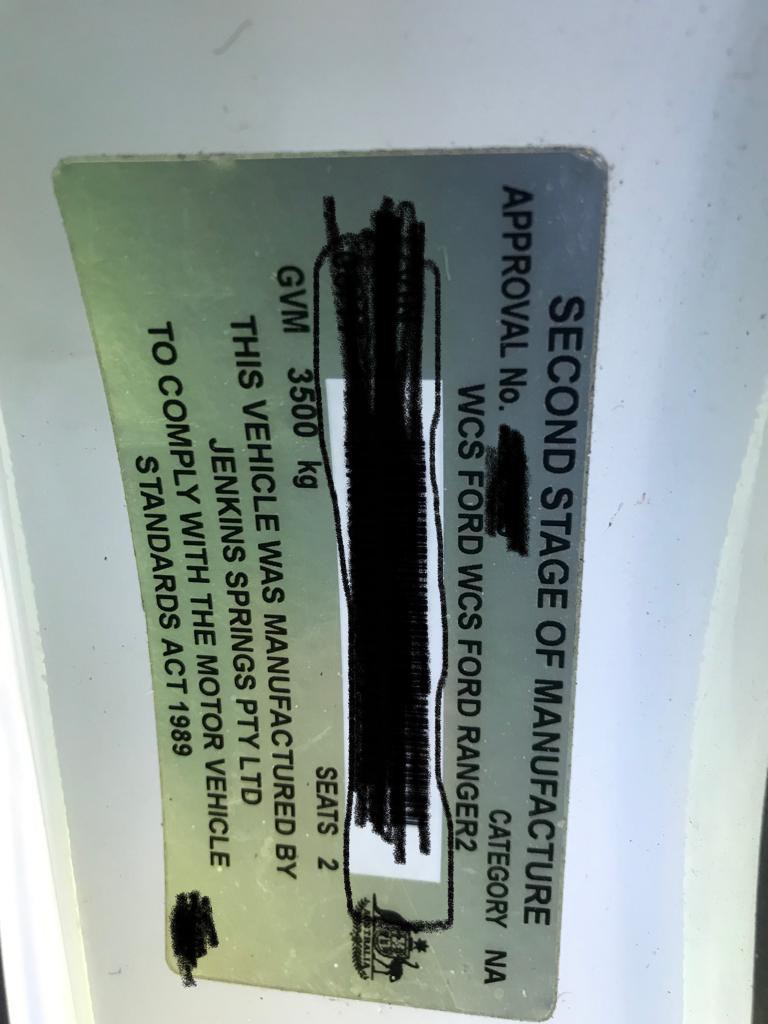 SECOND STAGE OF MANUFACTURE
APPROVAL No. CATEGORY NA
WCS FORD WCS FORD RANGER2
AUSTRALIA
GVM 3500 kg SEATS 2
THIS VEHICLE WAS MANUFACTURED BY
JENKINS SPRINGS PTY LTD
TO COMPLY WITH THE MOTOR VEHICLE
STANDARDS ACT 1989